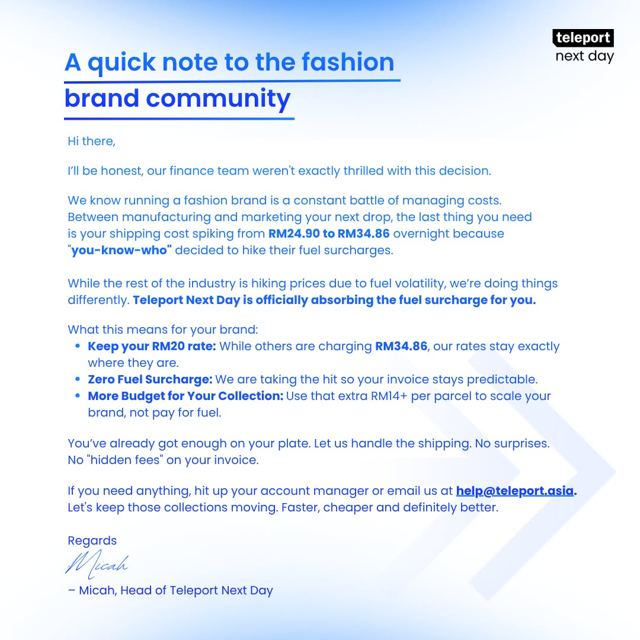 teleport
next day
A quick note to the fashion
brand community
Hi there,
I'll be honest, our finance team weren't exactly thrilled with this decision.
We know running a fashion brand is a constant battle of managing costs.
Between manufacturing and marketing your next drop, the last thing you need
is your shipping cost spiking from RM24.90 to RM34.86 overnight because
"you-know-who" decided to hike their fuel surcharges.
While the rest of the industry is hiking prices due to fuel volatility, we're doing things
differently. Teleport Next Day is officially absorbing the fuel surcharge for you.
What this means for your brand:
• Keep your RM20 rate: While others are charging RM34.86, our rates stay exactly
where they are.
• Zero Fuel Surcharge: We are taking the hit so your invoice stays predictable.
• More Budget for Your Collection: Use that extra RM14+ per parcel to scale your
brand, not pay for fuel.
You've already got enough on your plate. Let us handle the shipping. No surprises.
No "hidden fees" on your invoice.
If you need anything, hit up your account manager or email us at help@teleport.asia.
Let's keep those collections moving. Faster, cheaper and definitely better.
Regards
Micah
– Micah, Head of Teleport Next Day